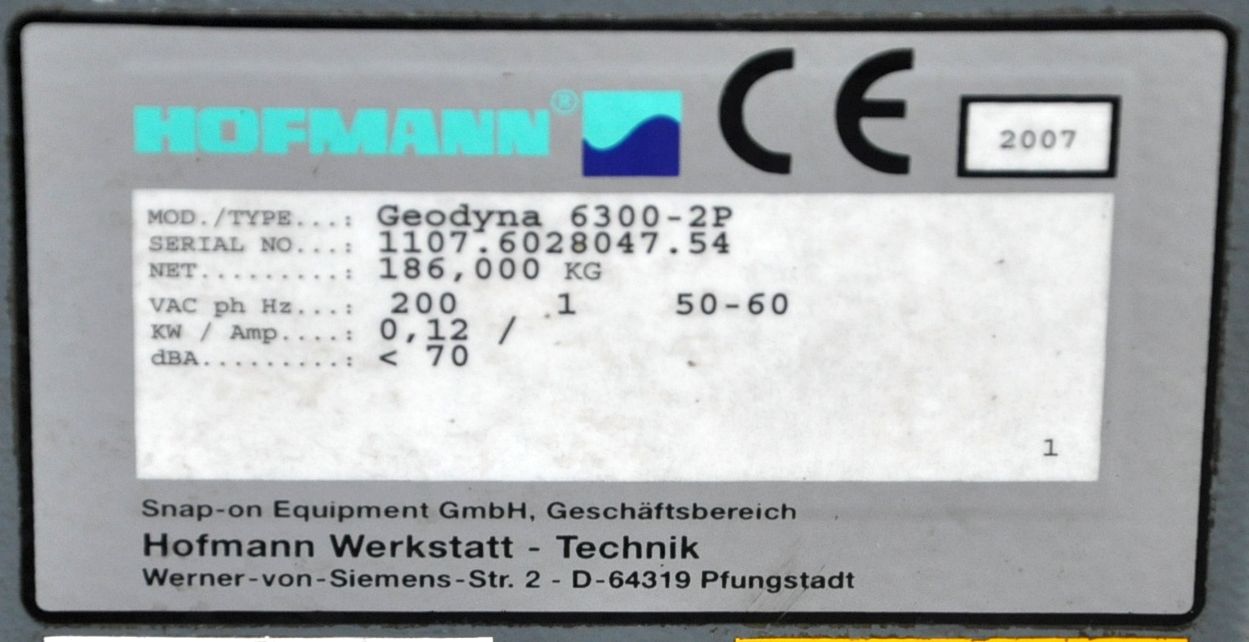 HOFMANN® CE 2007
MOD./TYPE...: Geodyna 6300-2P
SERIAL NO...: 1107.6028047.54
NET.........: 186,000 KG
VAC ph Hz...: 200 .1 50-60
KW / Amp....: 0,12 /
dBA.........: < 70
1
Snap-on Equipment GmbH, Geschäftsbereich
Hofmann Werkstatt - Technik
Werner-von-Siemens-Str. 2 - D-64319 Pfungstadt